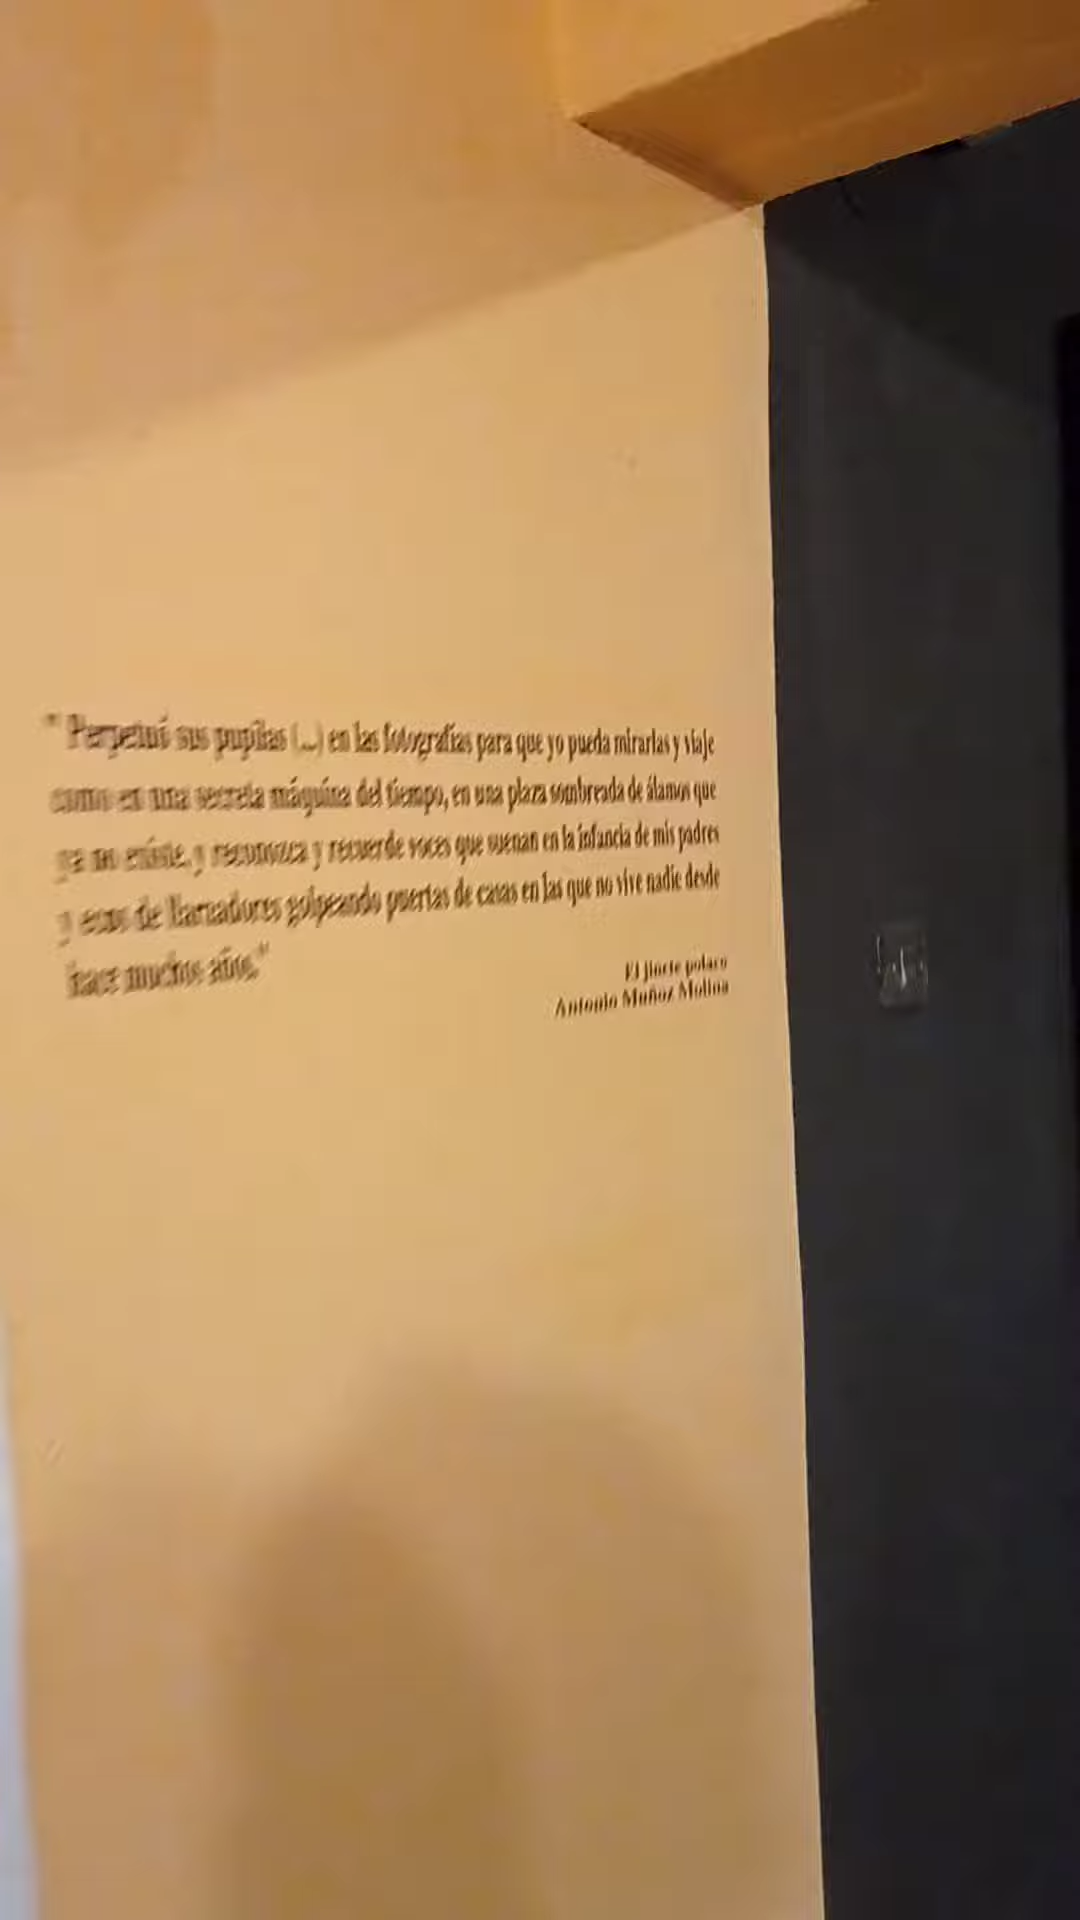 " Perpetuó sus pupilas (...) en las fotografías para que yo pueda mirarlas y viaje
como en una secreta máquina del tiempo, en una plaza sombreada de álamos que
ya no existe, y reconozca y recuerde voces que suenan en la infancia de mis padres
y ecos de llamadores golpeando puertas de casas en las que no vive nadie desde
hace muchos años."
El jinete polaco
Antonio Muñoz Molina